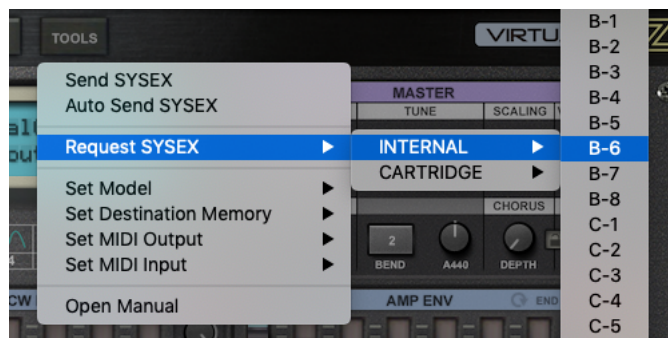 TOOLS
VIRTU
Send SYSEX
Auto Send SYSEX
Request SYSEX
Set Model
Set Destination Memory
Set MIDI Output
Set MIDI Input
Open Manual
MASTER
TUNE
SCALING
INTERNAL
CARTRIDGE
CHORUS
2
BEND
A440
DEPTH
AMP ENV
B-1
B-2
B-3
B-4
B-5
B-6
B-7
B-8
C-1
C-2
C-3
C-4
C-5